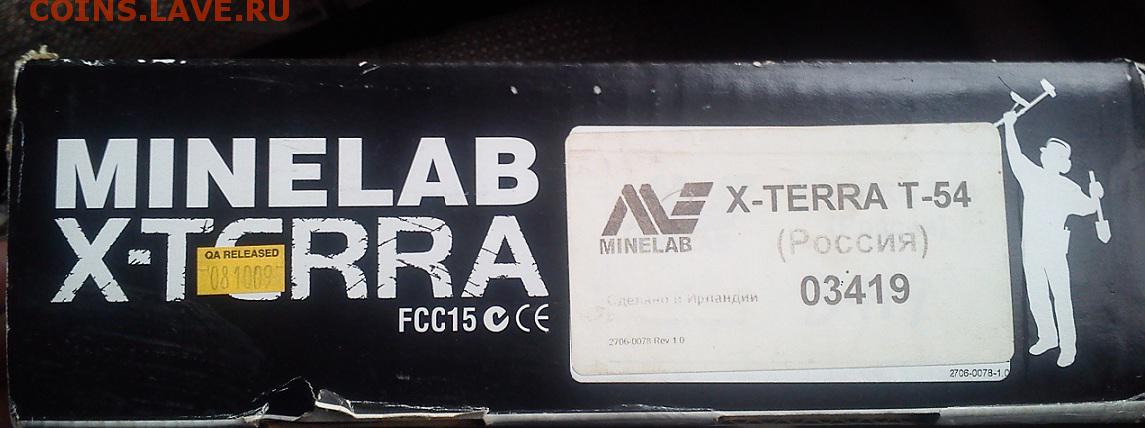 COINS.LAVE.RU
MINELAB
X-TERRA
QA RELEASED
081009
FCC15 CE
MINELAB
X-TERRA T-54
(Россия)
03419
Сделано в Ирландии
2706-0078 Rev 1.0
2706-0078-1.0